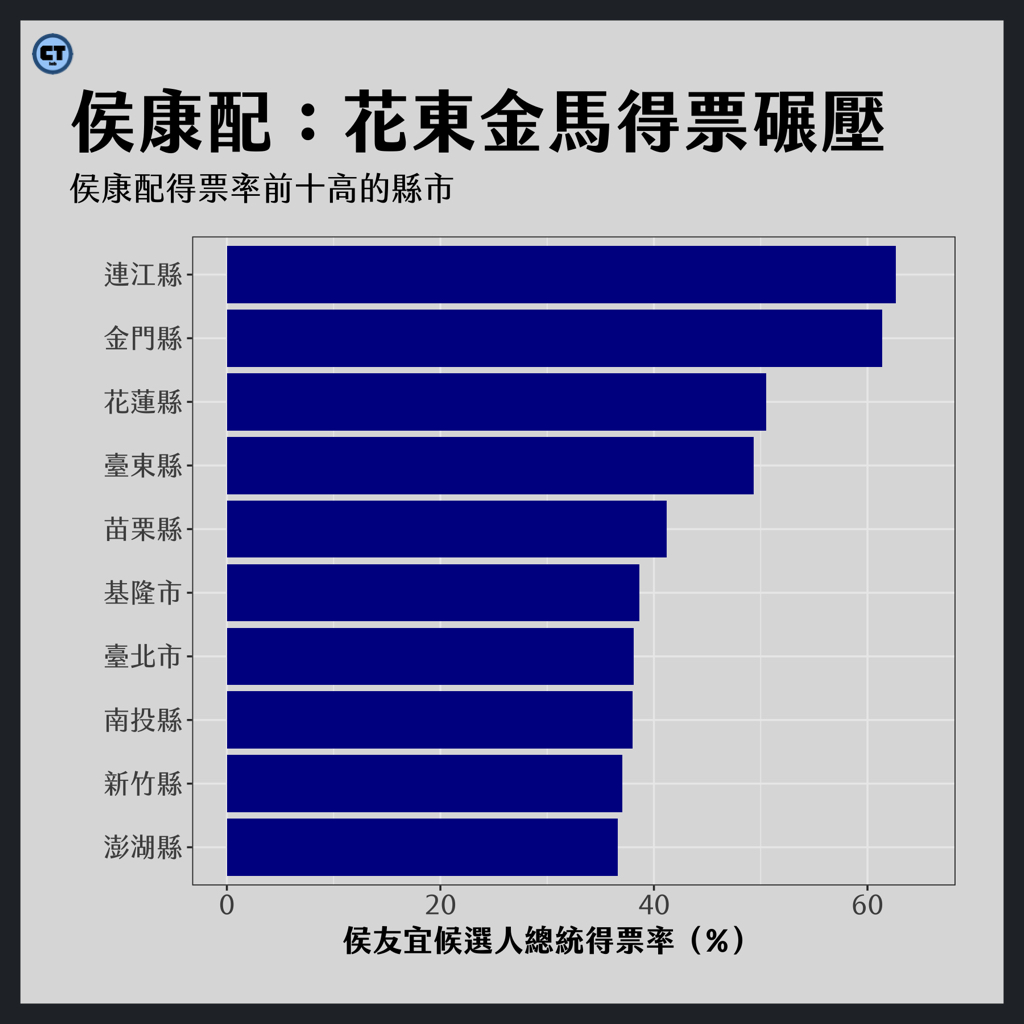 CT
侯康配：花東金馬得票碾壓
侯康配得票率前十高的縣市
連江縣
金門縣
花蓮縣
臺東縣
苗栗縣
基隆市
臺北市
南投縣
新竹縣
澎湖縣
0 20 40 60
侯友宜候選人總統得票率（%）